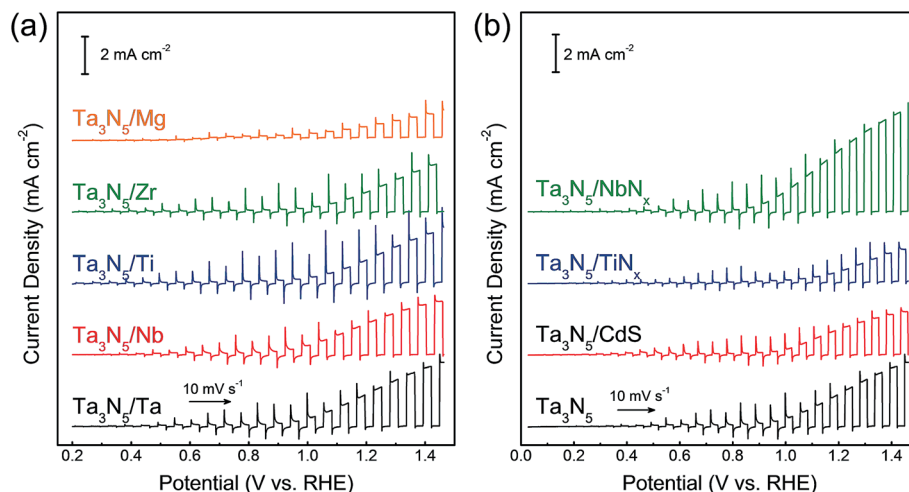 (a)
2 mA cm⁻²
Ta₃N₅/Mg
Ta₃N₅/Zr
Ta₃N₅/Ti
Ta₃N₅/Nb
Ta₃N₅/Ta
10 mV s⁻¹
Current Density (mA cm⁻²)
0.2 0.4 0.6 0.8 1.0 1.2 1.4
Potential (V vs. RHE)
(b)
2 mA cm⁻²
Ta₃N₅/NbNₓ
Ta₃N₅/TiNₓ
Ta₃N₅/CdS
Ta₃N₅
10 mV s⁻¹
Current Density (mA cm⁻²)
0.2 0.4 0.6 0.8 1.0 1.2 1.4
Potential (V vs. RHE)